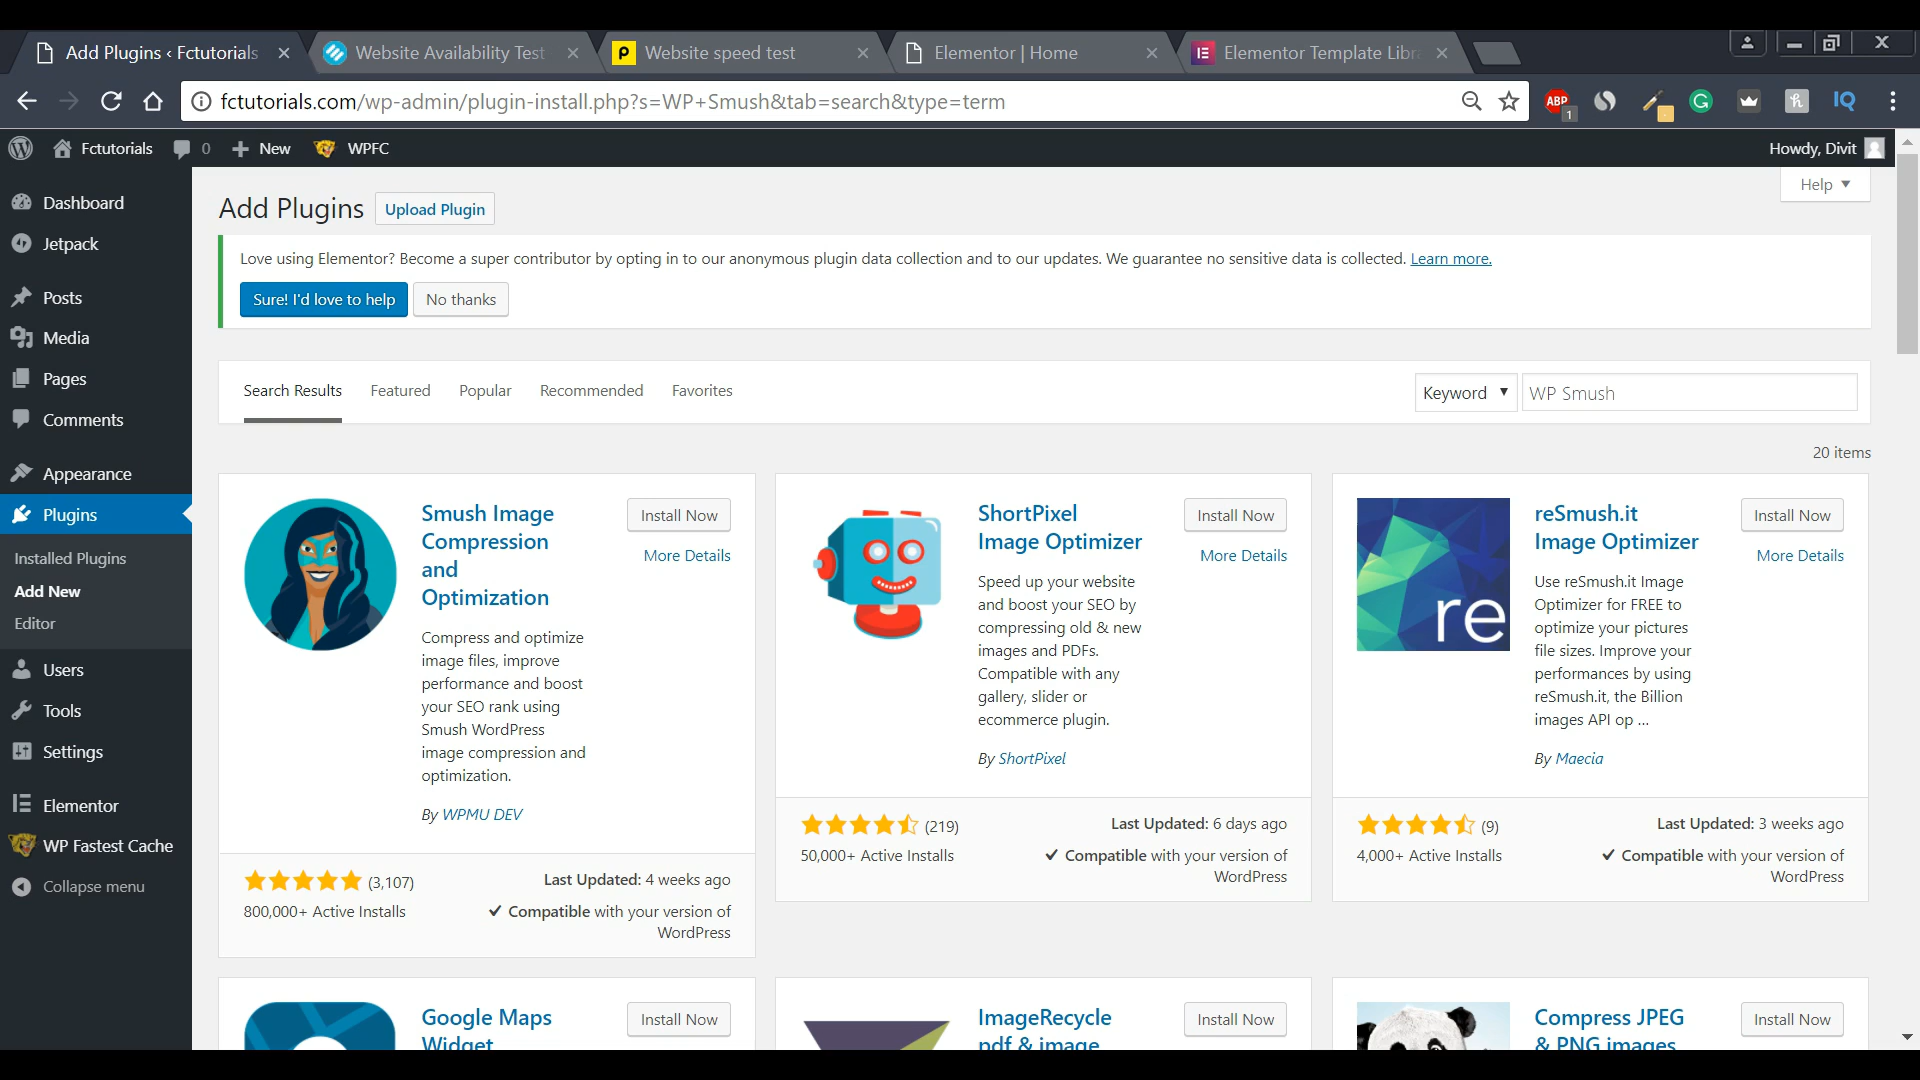 Add Plugins ‹ Fctutorials
Website Availability Test
Website speed test
Elementor | Home
Elementor Template Libr
fctutorials.com/wp-admin/plugin-install.php?s=WP+Smush&tab=search&type=term
ABP
1
IQ
Fctutorials
0
New
WPFC
Howdy, Divit
Help
Dashboard
Jetpack
Posts
Media
Pages
Comments
Appearance
Plugins
Installed Plugins
Add New
Editor
Users
Tools
Settings
Elementor
WP Fastest Cache
Collapse menu
Add Plugins
Upload Plugin
Love using Elementor? Become a super contributor by opting in to our anonymous plugin data collection and to our updates. We guarantee no sensitive data is collected. Learn more.
Sure! I'd love to help
No thanks
Search Results
Featured
Popular
Recommended
Favorites
Keyword
WP Smush
20 items
Smush Image
Compression
and
Optimization
Install Now
More Details
Compress and optimize
image files, improve
performance and boost
your SEO rank using
Smush WordPress
image compression and
optimization.
By WPMU DEV
(3,107)
800,000+ Active Installs
Last Updated: 4 weeks ago
Compatible with your version of
WordPress
ShortPixel
Image Optimizer
Install Now
More Details
Speed up your website
and boost your SEO by
compressing old & new
images and PDFs.
Compatible with any
gallery, slider or
ecommerce plugin.
By ShortPixel
(219)
50,000+ Active Installs
Last Updated: 6 days ago
Compatible with your version of
WordPress
re
reSmush.it
Image Optimizer
Install Now
More Details
Use reSmush.it Image
Optimizer for FREE to
optimize your pictures
file sizes. Improve your
performances by using
reSmush.it, the Billion
images API op ...
By Maecia
(9)
4,000+ Active Installs
Last Updated: 3 weeks ago
Compatible with your version of
WordPress
Google Maps
Widget
Install Now
ImageRecycle
pdf & image
Install Now
Compress JPEG
& PNG images
Install Now